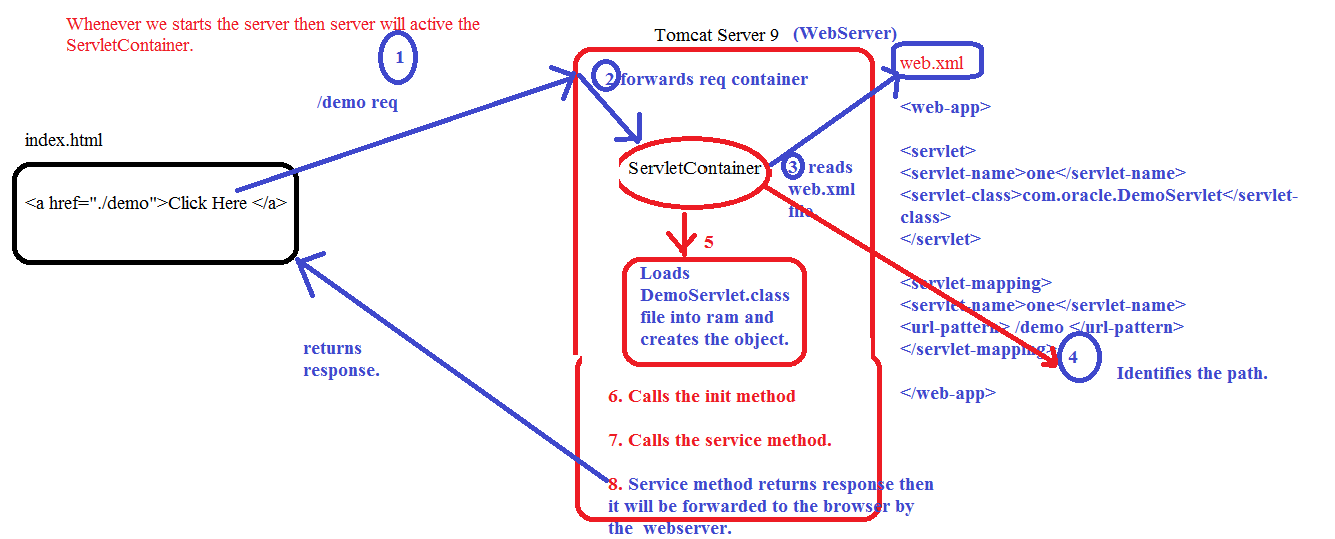 Whenever we starts the server then server will active the
ServletContainer.
1
/demo req
index.html
<a href="./demo">Click Here </a>
returns
response.
Tomcat Server 9 (WebServer)
2 forwards req container
ServletContainer
3 reads
web.xml
file
5
Loads
DemoServlet.class
file into ram and
creates the object.
6. Calls the init method
7. Calls the service method.
8. Service method returns response then
it will be forwarded to the browser by
the webserver.
web.xml
<web-app>
<servlet>
<servlet-name>one</servlet-name>
<servlet-class>com.oracle.DemoServlet</servlet-
class>
</servlet>
<servlet-mapping>
<servlet-name>one</servlet-name>
<url-pattern> /demo </url-pattern>
</servlet-mapping>
4
Identifies the path.
</web-app>